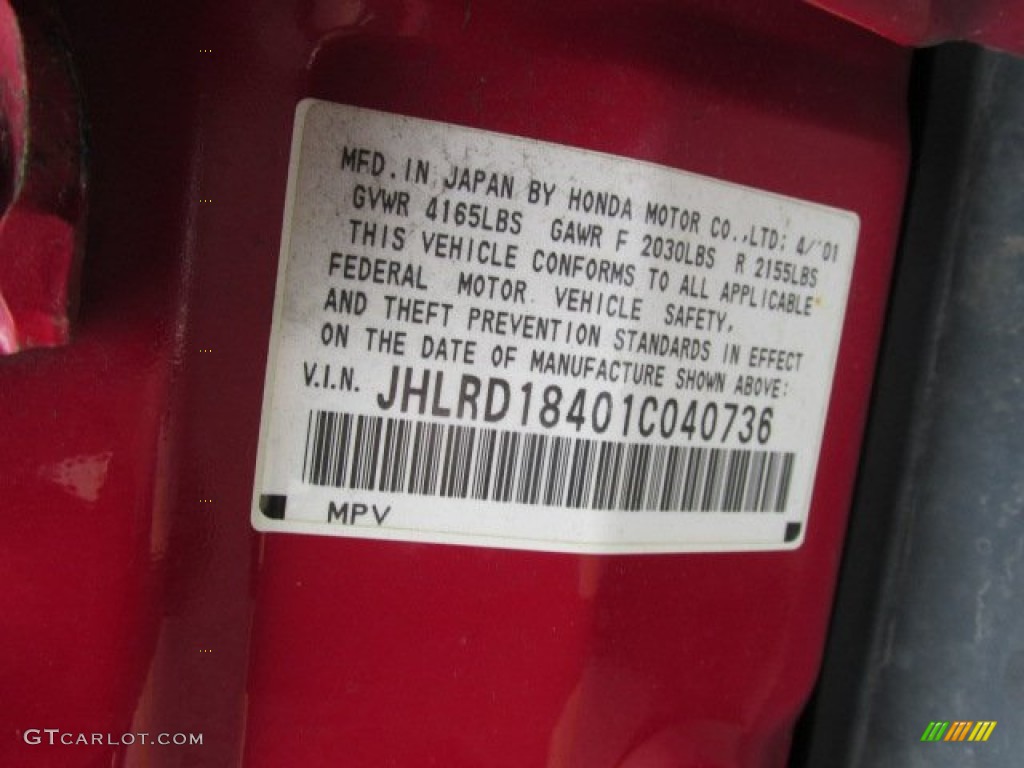 MFD. IN JAPAN BY HONDA MOTOR CO.,LTD; 4/'01
GVWR 4165LBS GAWR F 2030LBS R 2155LBS
THIS VEHICLE CONFORMS TO ALL APPLICABLE
FEDERAL MOTOR VEHICLE SAFETY,
AND THEFT PREVENTION STANDARDS IN EFFECT
ON THE DATE OF MANUFACTURE SHOWN ABOVE:
V.I.N. JHLRD18401C040736
MPV
GTCARLOT.COM